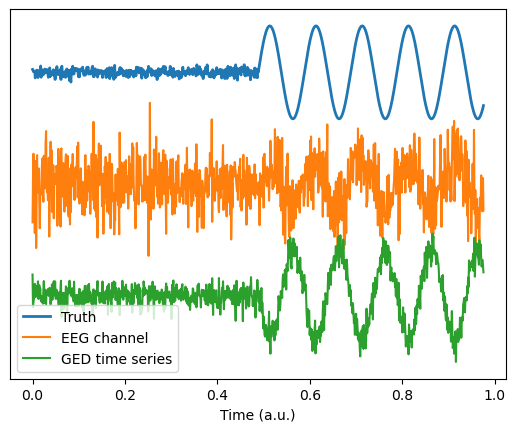 Truth
EEG channel
GED time series
0.0 0.2 0.4 0.6 0.8 1.0
Time (a.u.)